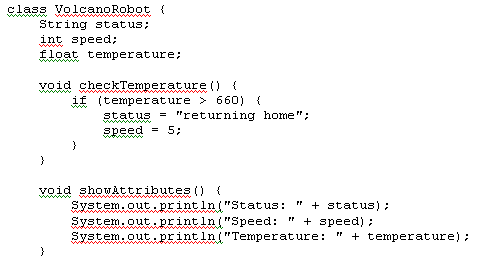 class VolcanoRobot {
    String status;
    int speed;
    float temperature;

    void checkTemperature() {
        if (temperature > 660) {
            status = "returning home";
            speed = 5;
        }
    }

    void showAttributes() {
        System.out.println("Status: " + status);
        System.out.println("Speed: " + speed);
        System.out.println("Temperature: " + temperature);
    }